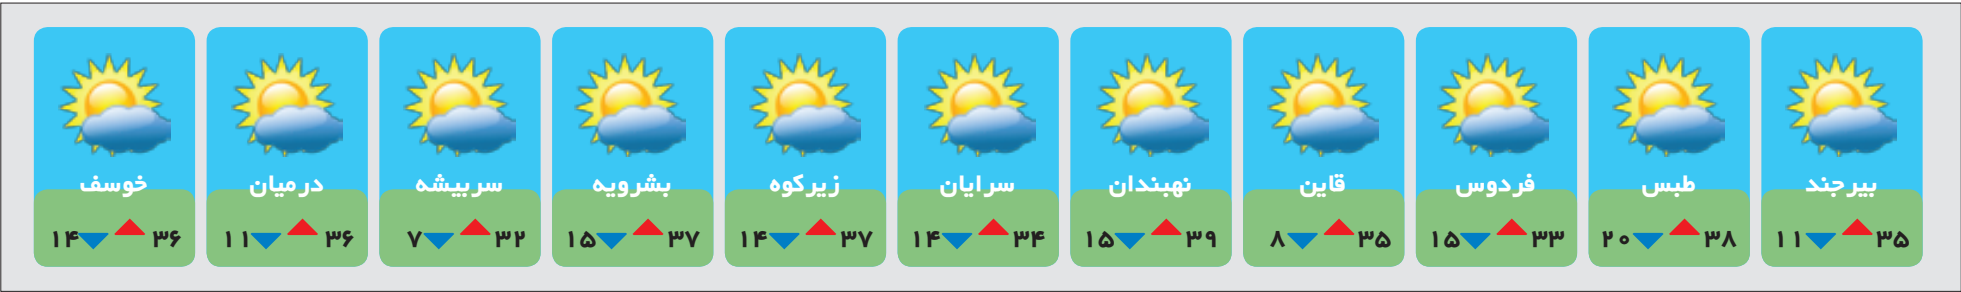 بیرجند
۳۵ ۱۱
طبس
۳۸ ۲۰
فردوس
۳۳ ۱۵
قاین
۳۵ ۸
نهبندان
۳۹ ۱۵
سرایان
۳۴ ۱۴
زیرکوه
۳۷ ۱۴
بشرویه
۳۷ ۱۵
سربیشه
۳۲ ۷
درمیان
۳۶ ۱۱
خوسف
۳۶ ۱۴